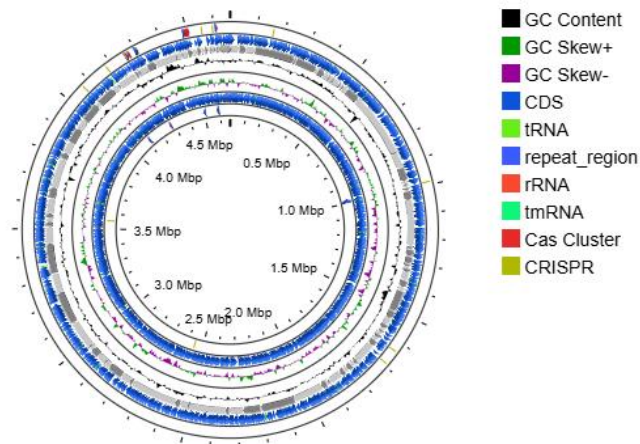 GC Content
GC Skew+
GC Skew-
CDS
tRNA
repeat_region
rRNA
tmRNA
Cas Cluster
CRISPR
0.5 Mbp
1.0 Mbp
1.5 Mbp
2.0 Mbp
2.5 Mbp
3.0 Mbp
3.5 Mbp
4.0 Mbp
4.5 Mbp